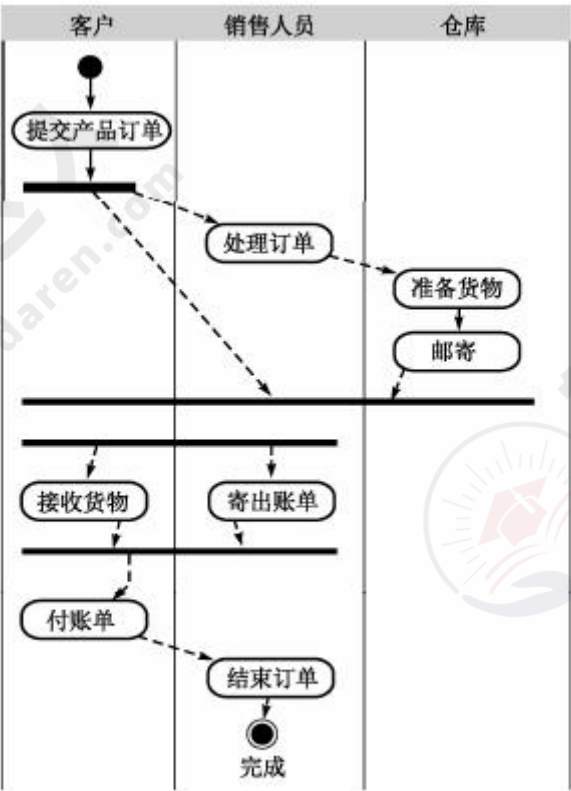 客户 销售人员 仓库
提交产品订单
处理订单
准备货物
邮寄
接收货物 寄出账单
付账单
结束订单
完成
daren.com